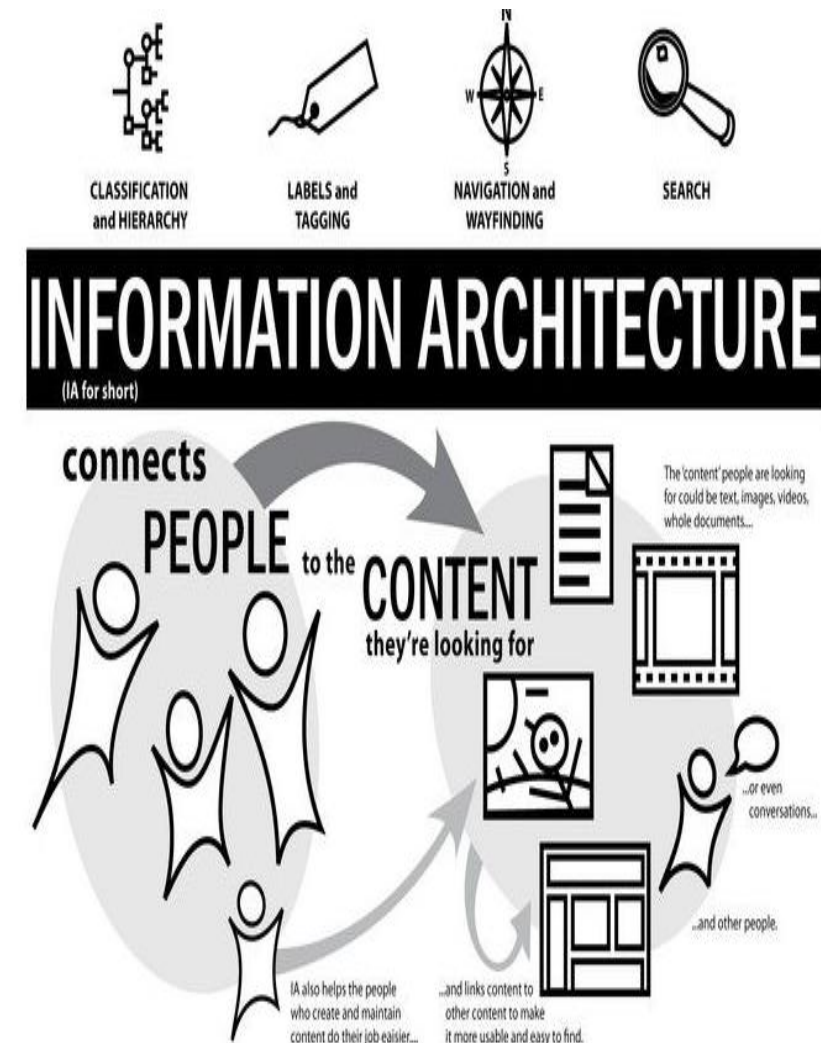 N
W
E
S
CLASSIFICATION
and HIERARCHY
LABELS and
TAGGING
NAVIGATION and
WAYFINDING
SEARCH
INFORMATION ARCHITECTURE
(IA for short)
connects
PEOPLE to the
CONTENT
they're looking for
The 'content' people are looking
for could be text, images, videos,
whole documents....
...or even
conversations...
...and other people.
IA also helps the people
who create and maintain
content do their job eaisier....
...and links content to
other content to make
it more usable and easy to find.